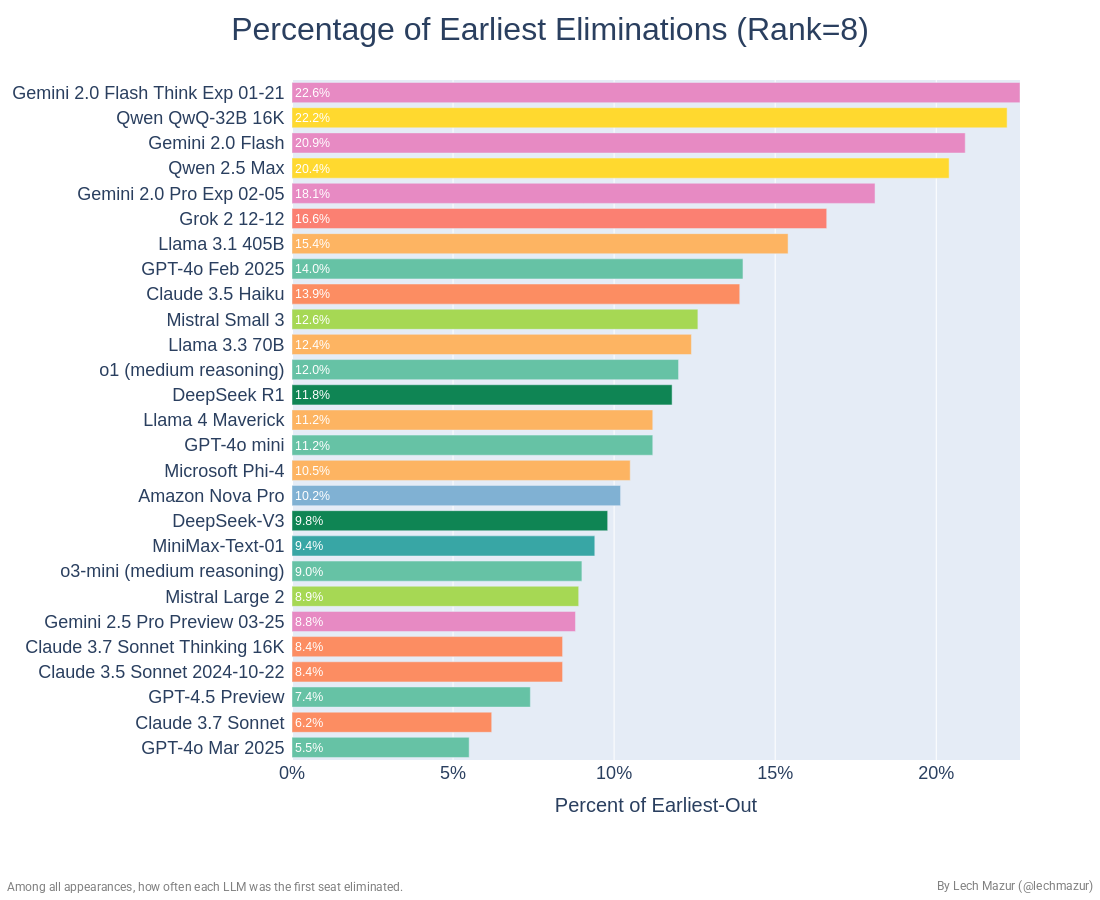 Percentage of Earliest Eliminations (Rank=8)
Gemini 2.0 Flash Think Exp 01-21 22.6%
Qwen QwQ-32B 16K 22.2%
Gemini 2.0 Flash 20.9%
Qwen 2.5 Max 20.4%
Gemini 2.0 Pro Exp 02-05 18.1%
Grok 2 12-12 16.6%
Llama 3.1 405B 15.4%
GPT-4o Feb 2025 14.0%
Claude 3.5 Haiku 13.9%
Mistral Small 3 12.6%
Llama 3.3 70B 12.4%
o1 (medium reasoning) 12.0%
DeepSeek R1 11.8%
Llama 4 Maverick 11.2%
GPT-4o mini 11.2%
Microsoft Phi-4 10.5%
Amazon Nova Pro 10.2%
DeepSeek-V3 9.8%
MiniMax-Text-01 9.4%
o3-mini (medium reasoning) 9.0%
Mistral Large 2 8.9%
Gemini 2.5 Pro Preview 03-25 8.8%
Claude 3.7 Sonnet Thinking 16K 8.4%
Claude 3.5 Sonnet 2024-10-22 8.4%
GPT-4.5 Preview 7.4%
Claude 3.7 Sonnet 6.2%
GPT-4o Mar 2025 5.5%
0% 5% 10% 15% 20%
Percent of Earliest-Out
Among all appearances, how often each LLM was the first seat eliminated.
By Lech Mazur (@lechmazur)